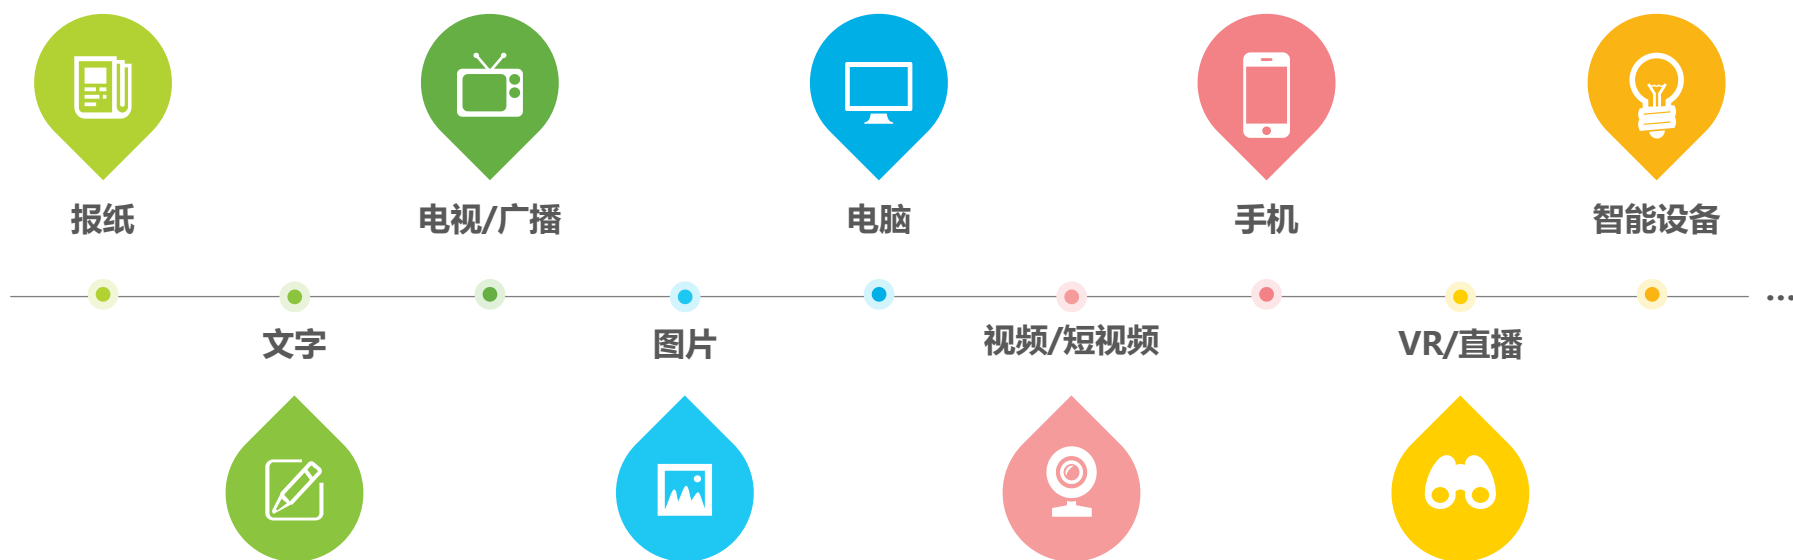 报纸
电视/广播
电脑
手机
智能设备
...
文字
图片
视频/短视频
VR/直播